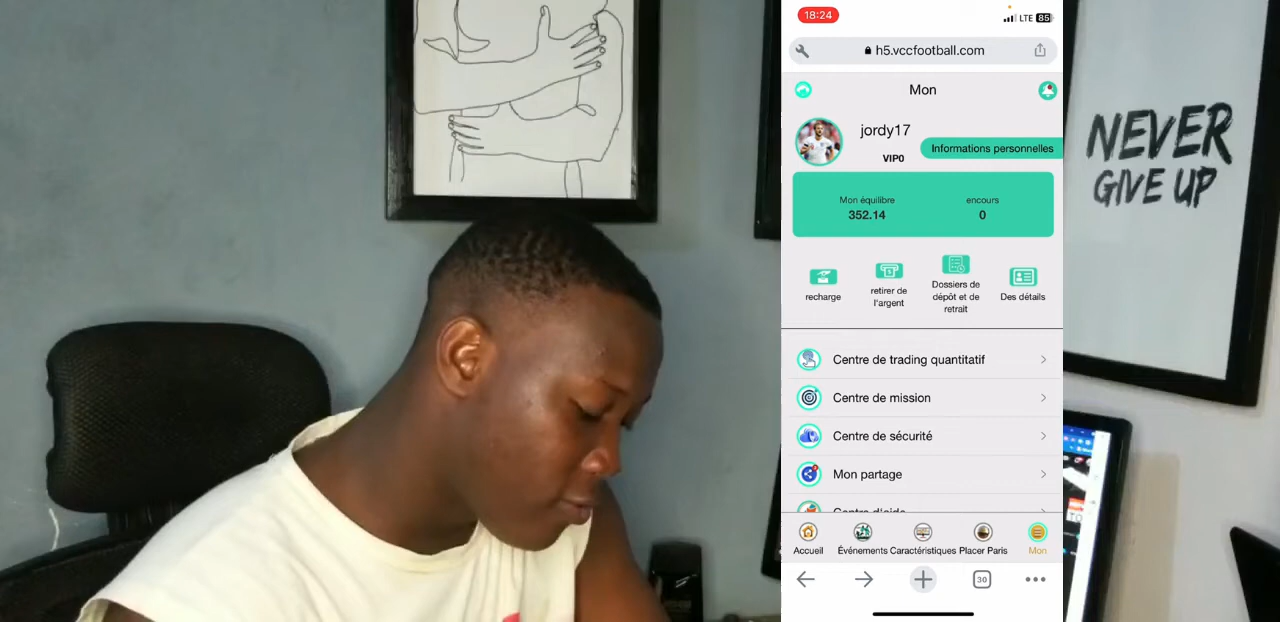 18:24
LTE 85
h5.vccfootball.com
Mon
jordy17
VIP0
Informations personnelles
Mon équilibre
encours
352.14
0
recharge
retirer de
l'argent
Dossiers de
dépôt et de
retrait
Des détails
Centre de trading quantitatif
Centre de mission
Centre de sécurité
Mon partage
Centre d'aide
Accueil
Événements
Caractéristiques
Placer Paris
Mon
30
NEVER
GIVE UP